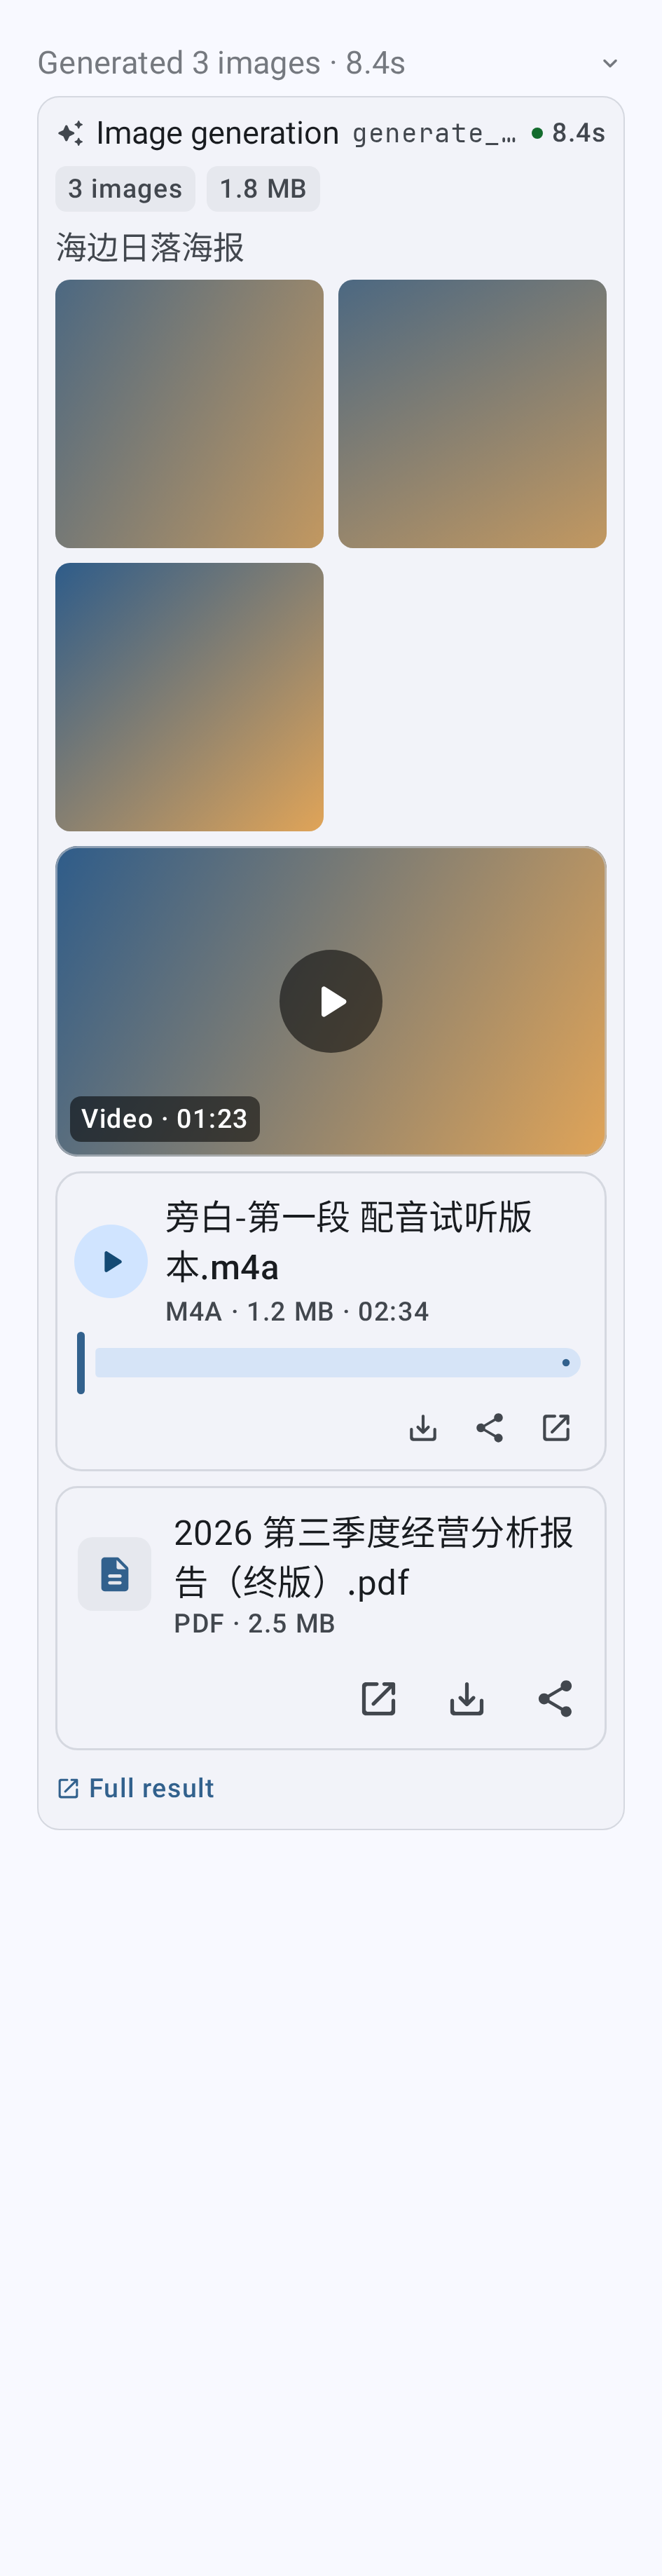 Generated 3 images · 8.4s
Image generation generate_… 8.4s
3 images 1.8 MB
海边日落海报
Video · 01:23
旁白-第一段 配音试听版
本.m4a
M4A · 1.2 MB · 02:34
2026 第三季度经营分析报
告（终版）.pdf
PDF · 2.5 MB
Full result